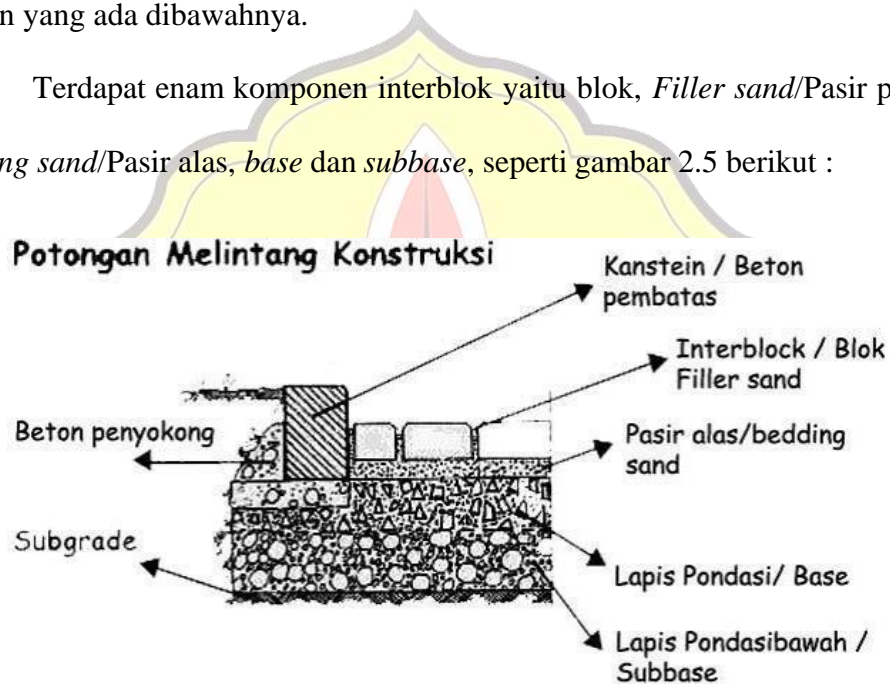 yang ada dibawahnya.
Terdapat enam komponen interblok yaitu blok, Filler sand/Pasir
sand/Pasir alas, base dan subbase, seperti gambar 2.5 berikut :
Potongan Melintang Konstruksi
Kanstein / Beton
pembatas
Interblock / Blok
Filler sand
Beton penyokong
Pasir alas/bedding
sand
Subgrade
Lapis Pondasi/ Base
Lapis Pondasibawah /
Subbase